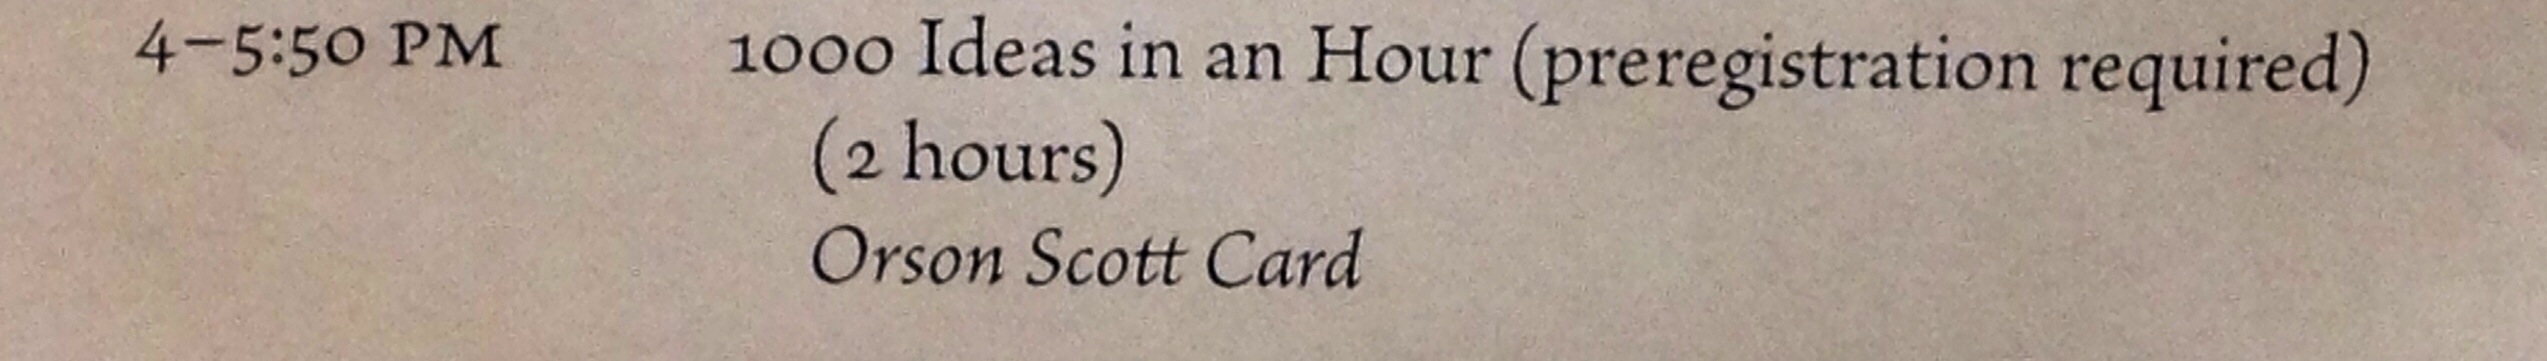 4–5:50 PM 1000 Ideas in an Hour (preregistration required)
(2 hours)
Orson Scott Card